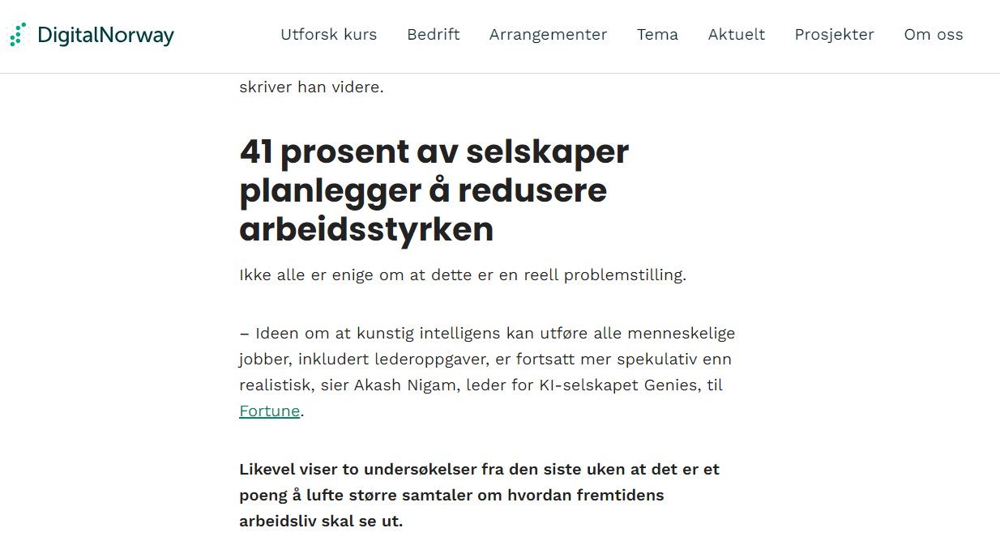 DigitalNorway
Utforsk kurs Bedrift Arrangementer Tema Aktuelt Prosjekter Om oss
skriver han videre.
41 prosent av selskaper
planlegger å redusere
arbeidsstyrken
Ikke alle er enige om at dette er en reell problemstilling.
– Ideen om at kunstig intelligens kan utføre alle menneskelige
jobber, inkludert lederoppgaver, er fortsatt mer spekulativ enn
realistisk, sier Akash Nigam, leder for KI-selskapet Genies, til
Fortune.
Likevel viser to undersøkelser fra den siste uken at det er et
poeng å lufte større samtaler om hvordan fremtidens
arbeidsliv skal se ut.